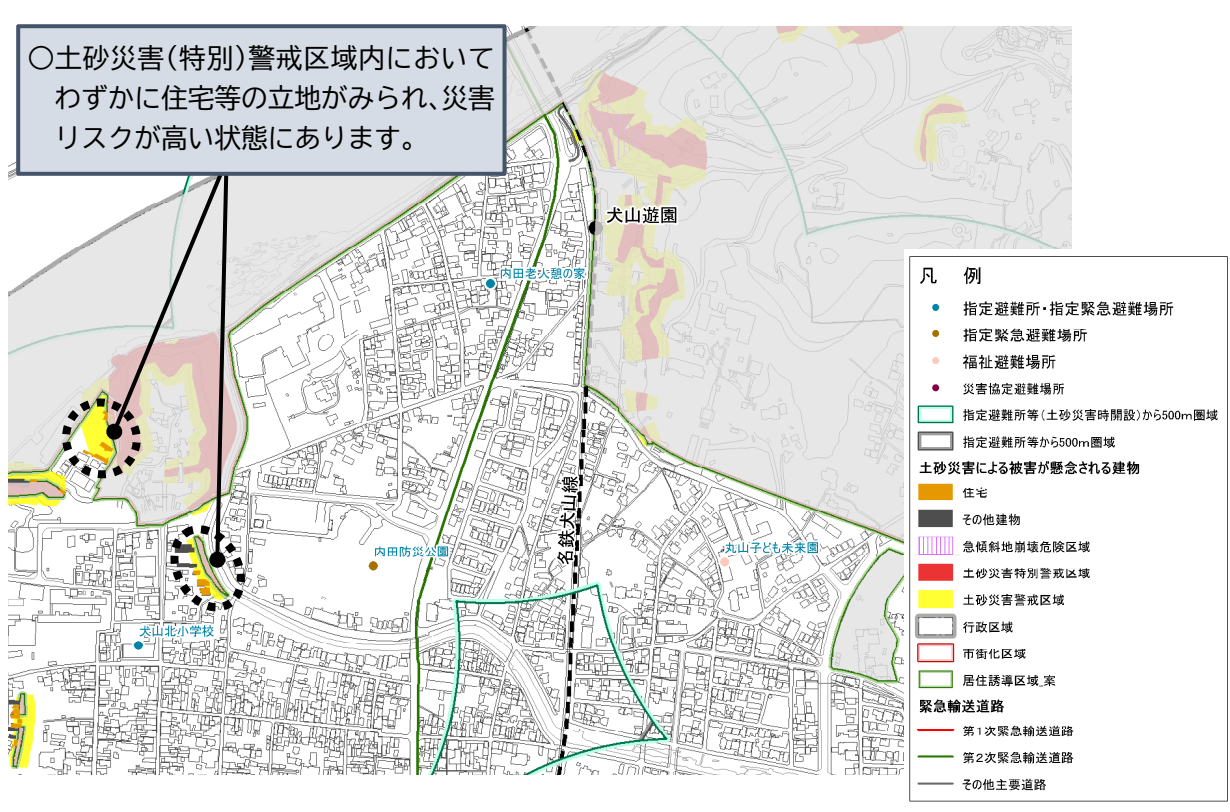 ○土砂災害(特別)警戒区域内において
わずかに住宅等の立地がみられ、災害
リスクが高い状態にあります。
犬山遊園
内田老人憩の家
名鉄犬山線
内田防災公園
丸山子ども未来園
犬山北小学校
凡 例
指定避難所・指定緊急避難場所
指定緊急避難場所
福祉避難場所
災害協定避難場所
指定避難所等(土砂災害時開設)から500m圏域
指定避難所等から500m圏域
土砂災害による被害が懸念される建物
住宅
その他建物
急傾斜地崩壊危険区域
土砂災害特別警戒区域
土砂災害警戒区域
行政区域
市街化区域
居住誘導区域_案
緊急輸送道路
第1次緊急輸送道路
第2次緊急輸送道路
その他主要道路